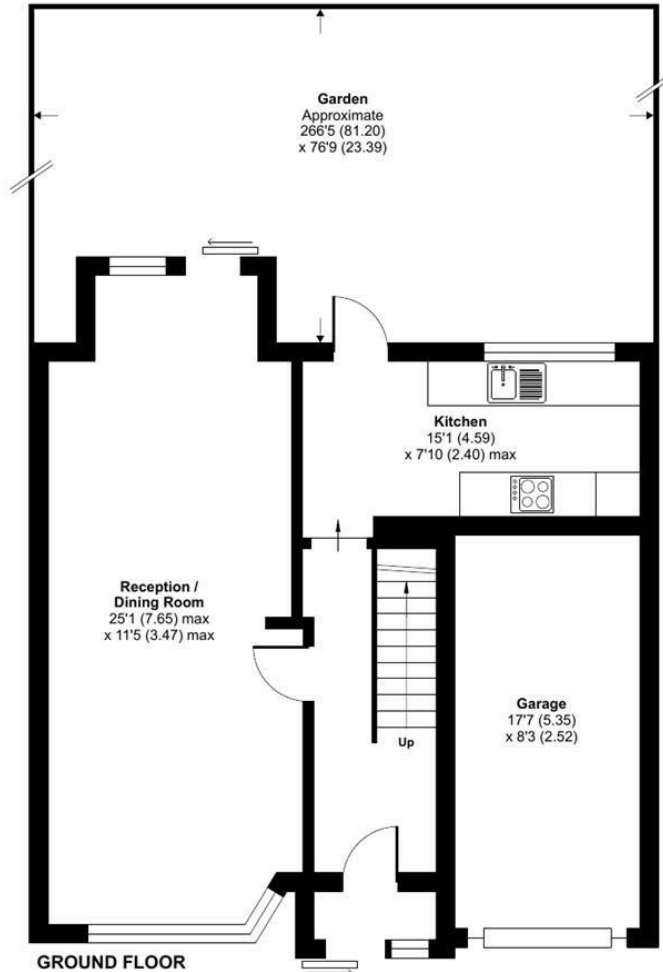 Garden
Approximate
266'5 (81.20)
x 76'9 (23.39)
Kitchen
15'1 (4.59)
x 7'10 (2.40) max
Reception /
Dining Room
25'1 (7.65) max
x 11'5 (3.47) max
Garage
17'7 (5.35)
x 8'3 (2.52)
Up
GROUND FLOOR